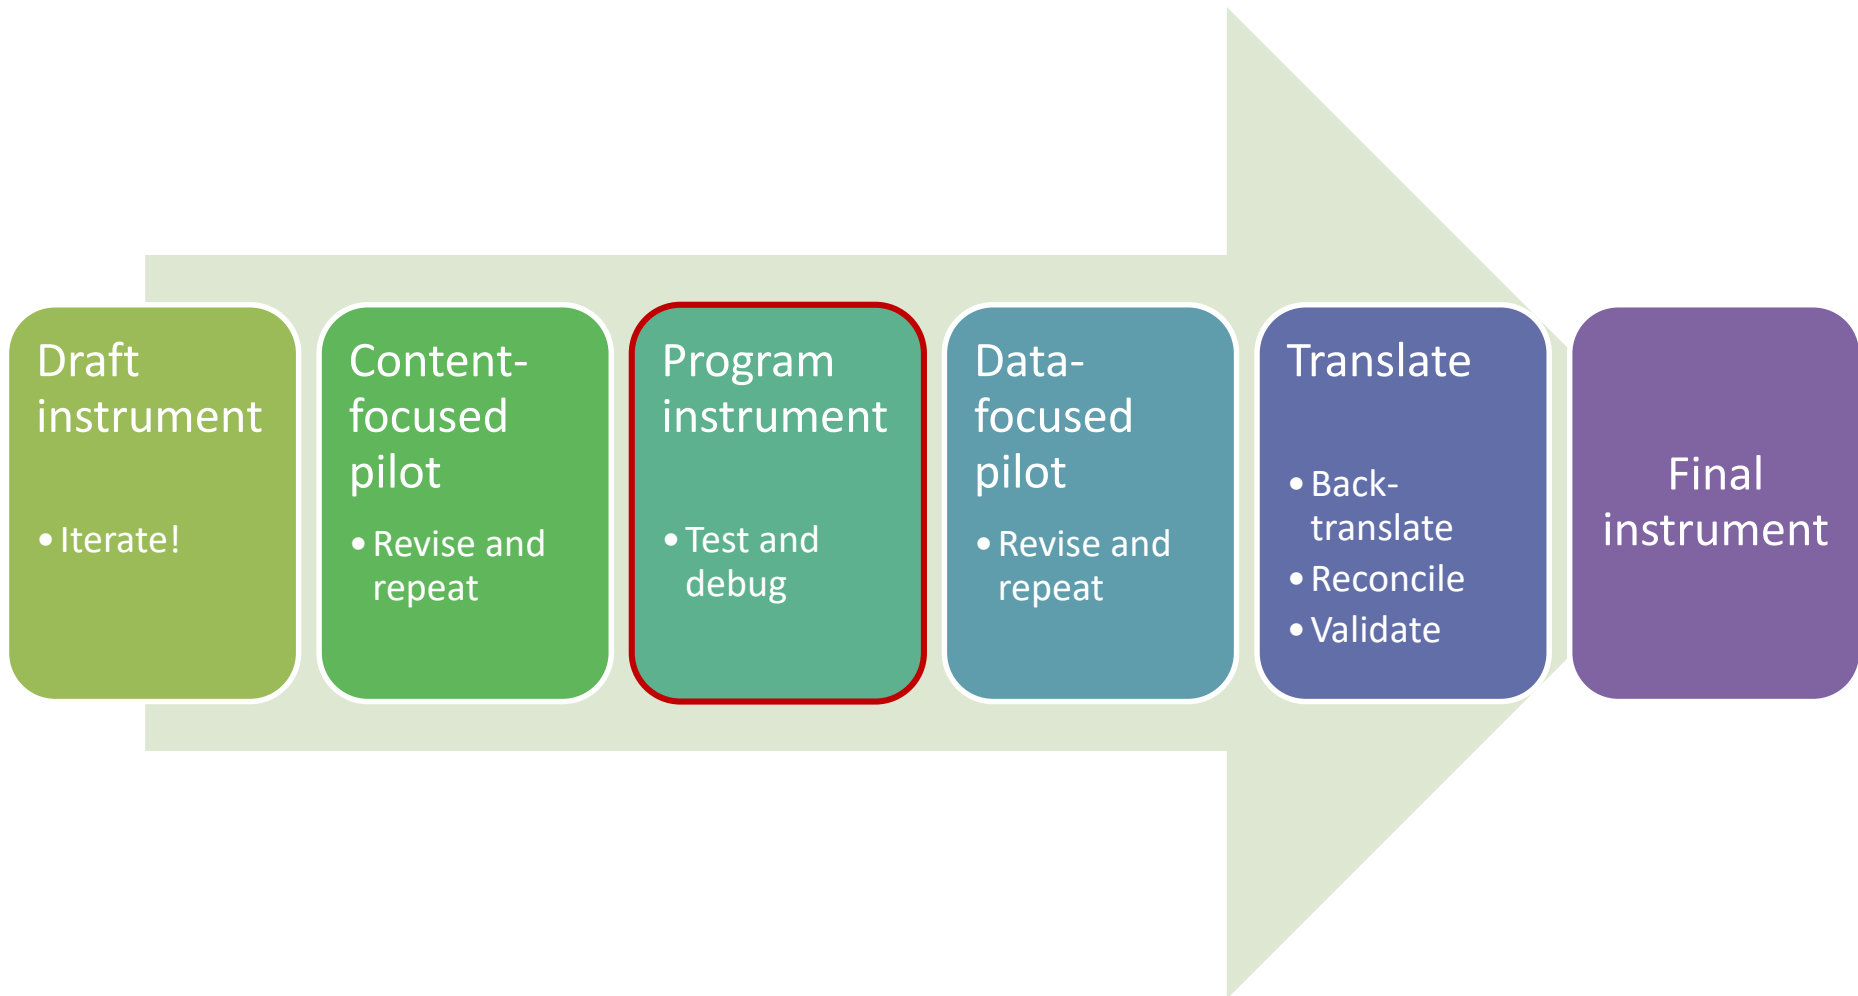 Draft
instrument
• Iterate!
Content-
focused
pilot
• Revise and
repeat
Program
instrument
• Test and
debug
Data-
focused
pilot
• Revise and
repeat
Translate
• Back-
translate
• Reconcile
• Validate
Final
instrument